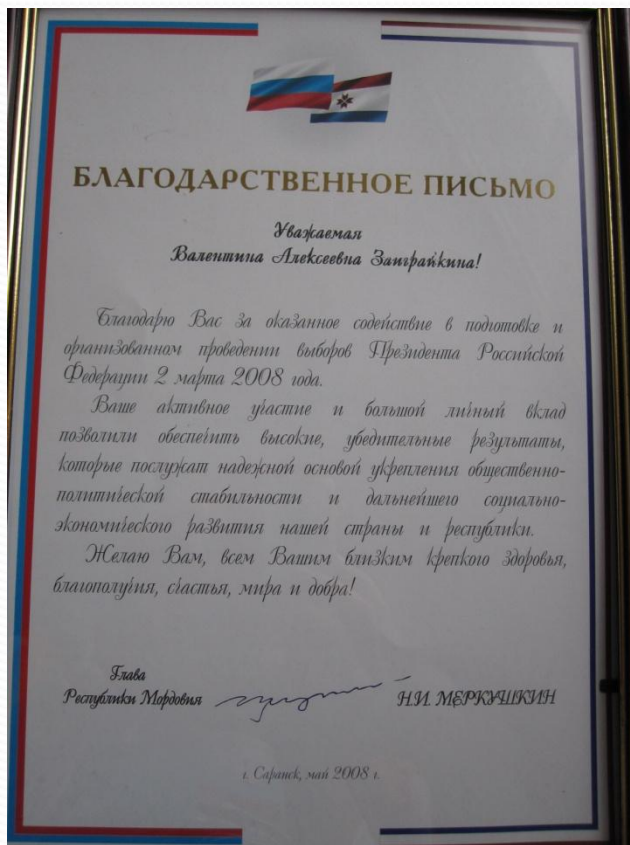 БЛАГОДАРСТВЕННОЕ ПИСЬМО
Уважаемая
Валентина Алексеевна Заиграйкина!
Благодарю Вас за оказанное содействие в подготовке и
организованном проведении выборов Президента Российской
Федерации 2 марта 2008 года.
Ваше активное участие и большой личный вклад
позволили обеспечить высокие, убедительные результаты,
которые послужат надежной основой укрепления общественно-
политической стабильности и дальнейшего социально-
экономического развития нашей страны и республики.
Желаю Вам, всем Вашим близким крепкого здоровья,
благополучия, счастья, мира и добра!
Глава
Республики Мордовия Н.И. МЕРКУШКИН
г. Саранск, май 2008 г.